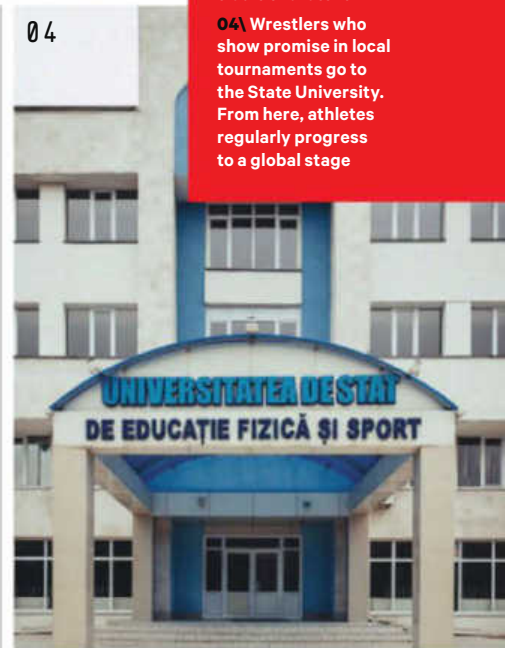 04
04\ Wrestlers who
show promise in local
tournaments go to
the State University.
From here, athletes
regularly progress
to a global stage
UNIVERSITATEA DE STAT
DE EDUCAȚIE FIZICĂ ȘI SPORT